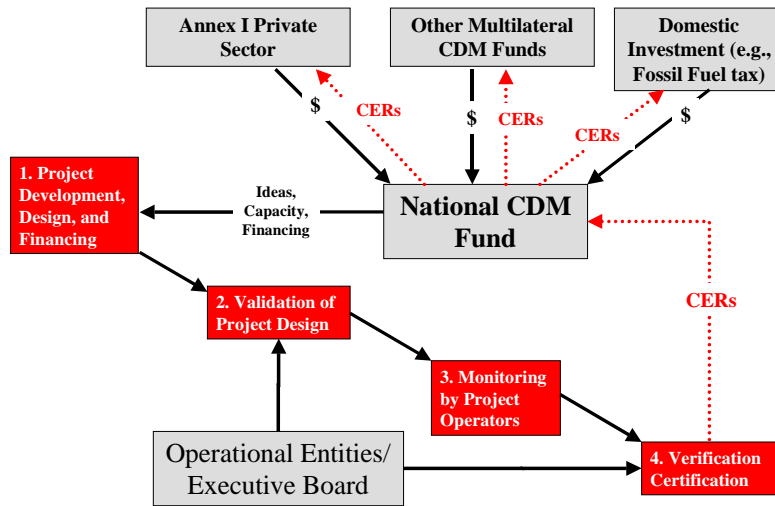 Annex I Private
Sector
Other Multilateral
CDM Funds
Domestic
Investment (e.g.,
Fossil Fuel tax)
$
CERs
$
CERs
CERs
$
1. Project
Development,
Design, and
Financing
Ideas,
Capacity,
Financing
National CDM
Fund
2. Validation of
Project Design
CERs
3. Monitoring
by Project
Operators
Operational Entities/
Executive Board
4. Verification
Certification